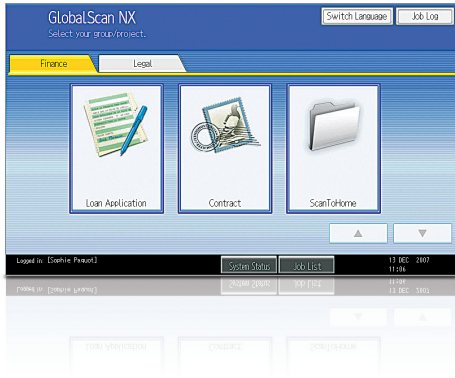 GlobalScan NX
Switch Language
Job Log
Select your group/project.
Finance
Legal
Loan Application
Contract
ScanToHome
Logged in: [Sophie Paquot]
System Status
Job List
13 DEC 2007
11:06